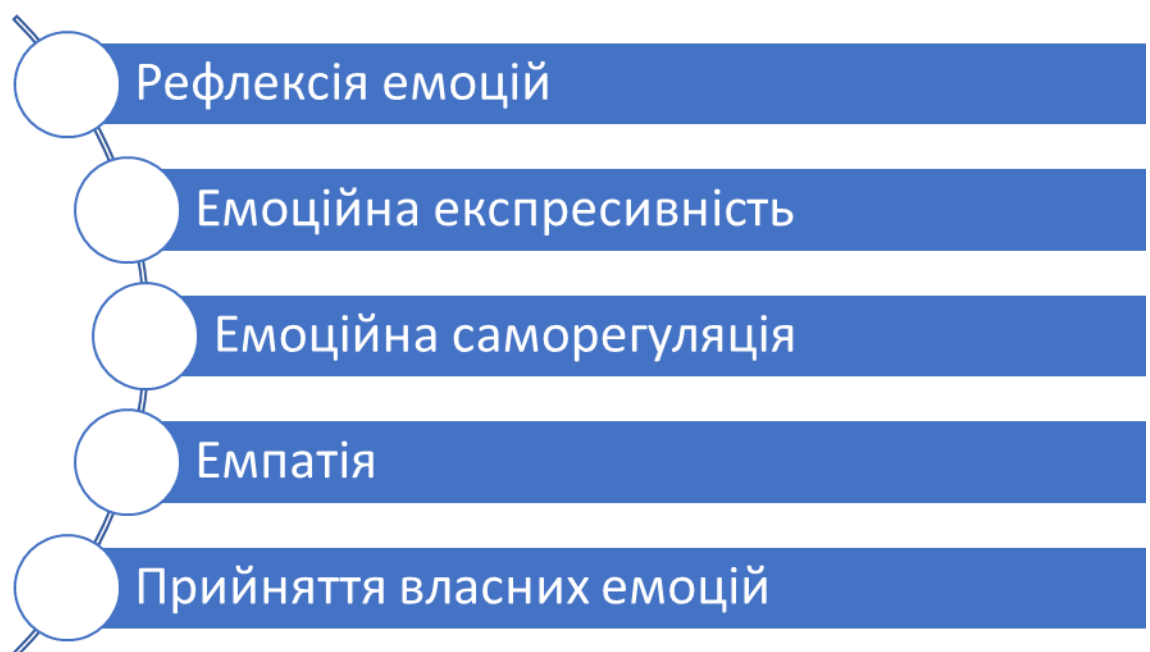 Рефлексія емоцій
Емоційна експресивність
Емоційна саморегуляція
Емпатія
Прийняття власних емоцій